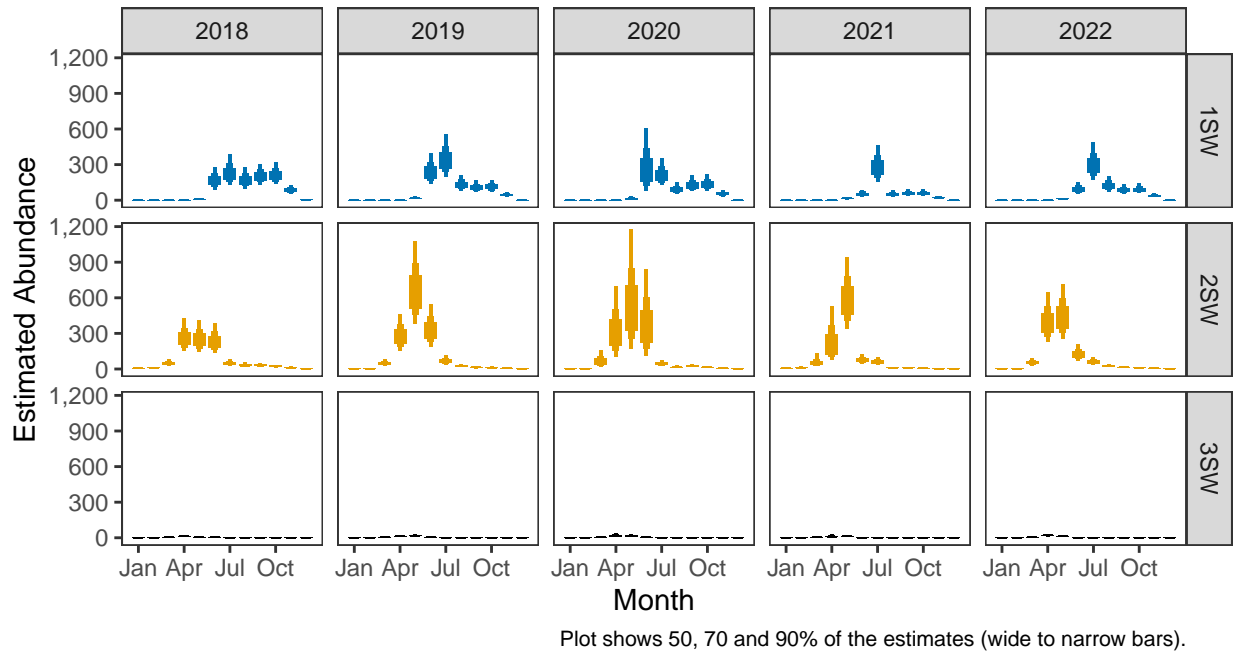 2018 2019 2020 2021 2022
Estimated Abundance
1,200
900
600
300
0
1SW
1,200
900
600
300
0
2SW
1,200
900
600
300
0
3SW
Jan Apr Jul Oct Jan Apr Jul Oct Jan Apr Jul Oct Jan Apr Jul Oct Jan Apr Jul Oct
Month
Plot shows 50, 70 and 90% of the estimates (wide to narrow bars).